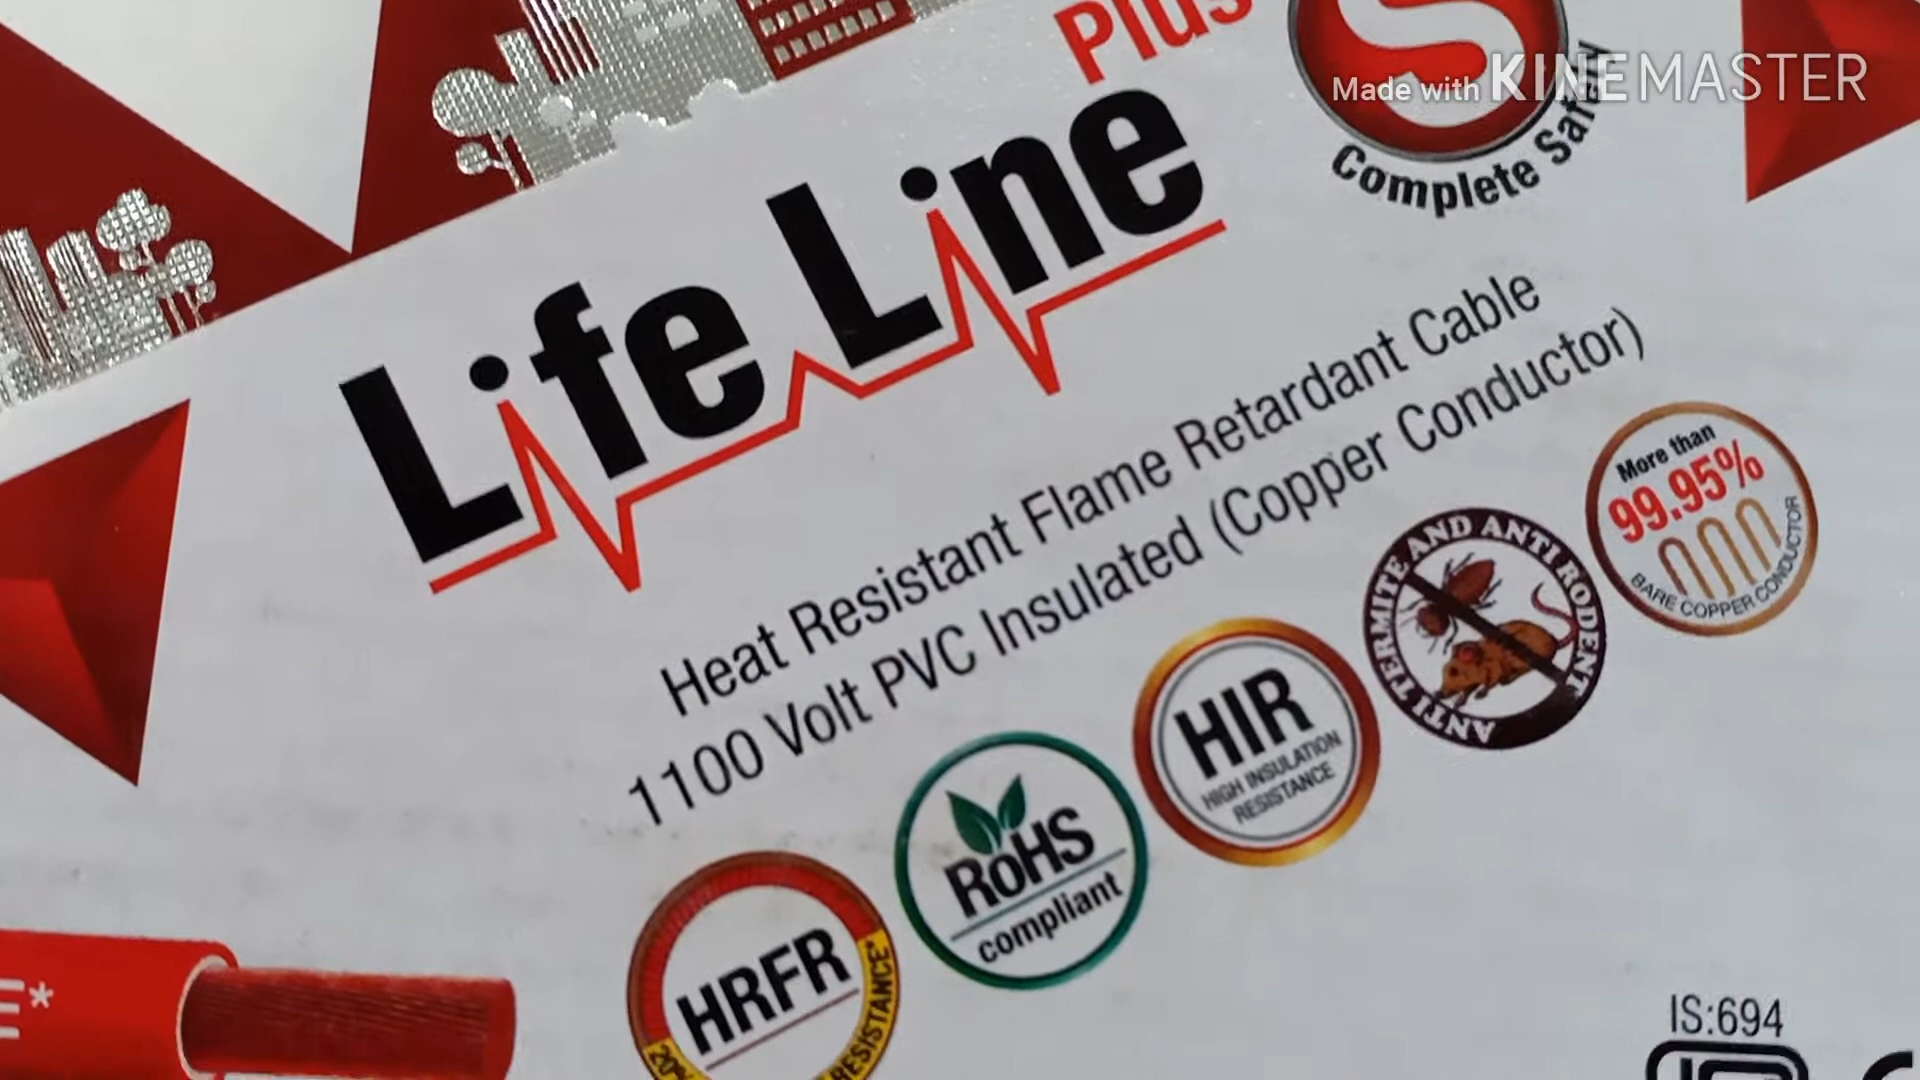 Plus
Made with KINEMASTER
Complete Safety
Life Line
Heat Resistant Flame Retardant Cable
1100 Volt PVC Insulated (Copper Conductor)
More than
99.95%
BARE COPPER CONDUCTOR
ANTI TERMITE AND ANTI RODENT
HIR
HIGH INSULATION
RESISTANCE
RoHS
compliant
HRFR
20%
RESISTANCE*
IS:694